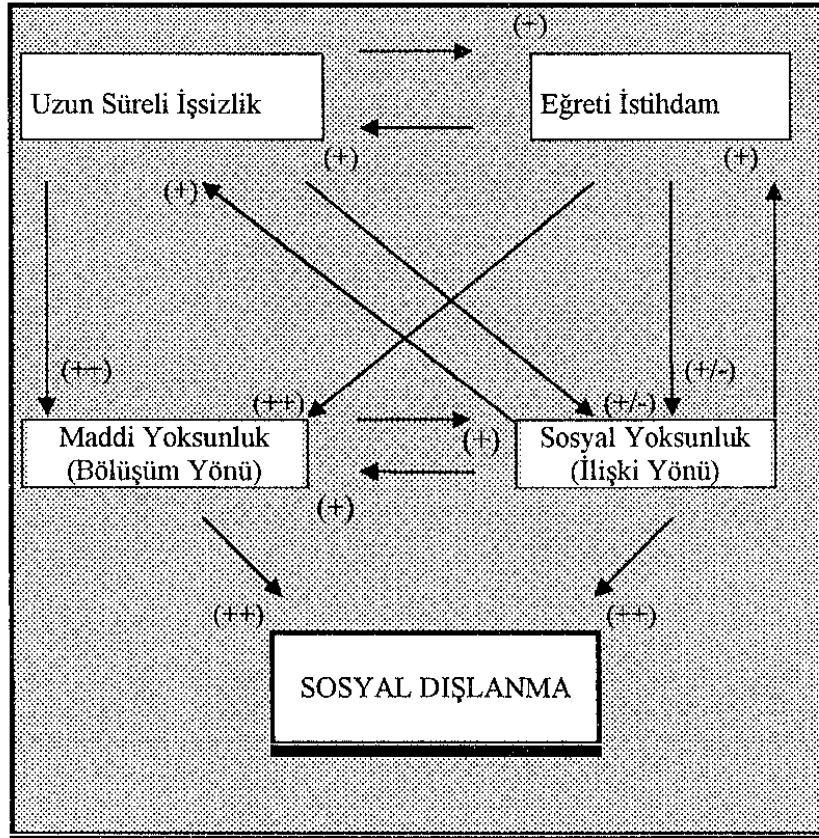 (+)
Uzun Süreli İşsizlik
Eğreti İstihdam
(+)
(+)
(+)
(++)
(++)
(+/-)
(+/-)
Maddi Yoksunluk
(Bölüşüm Yönü)
(+)
Sosyal Yoksunluk
(İlişki Yönü)
(+)
(++)
(++)
SOSYAL DIŞLANMA